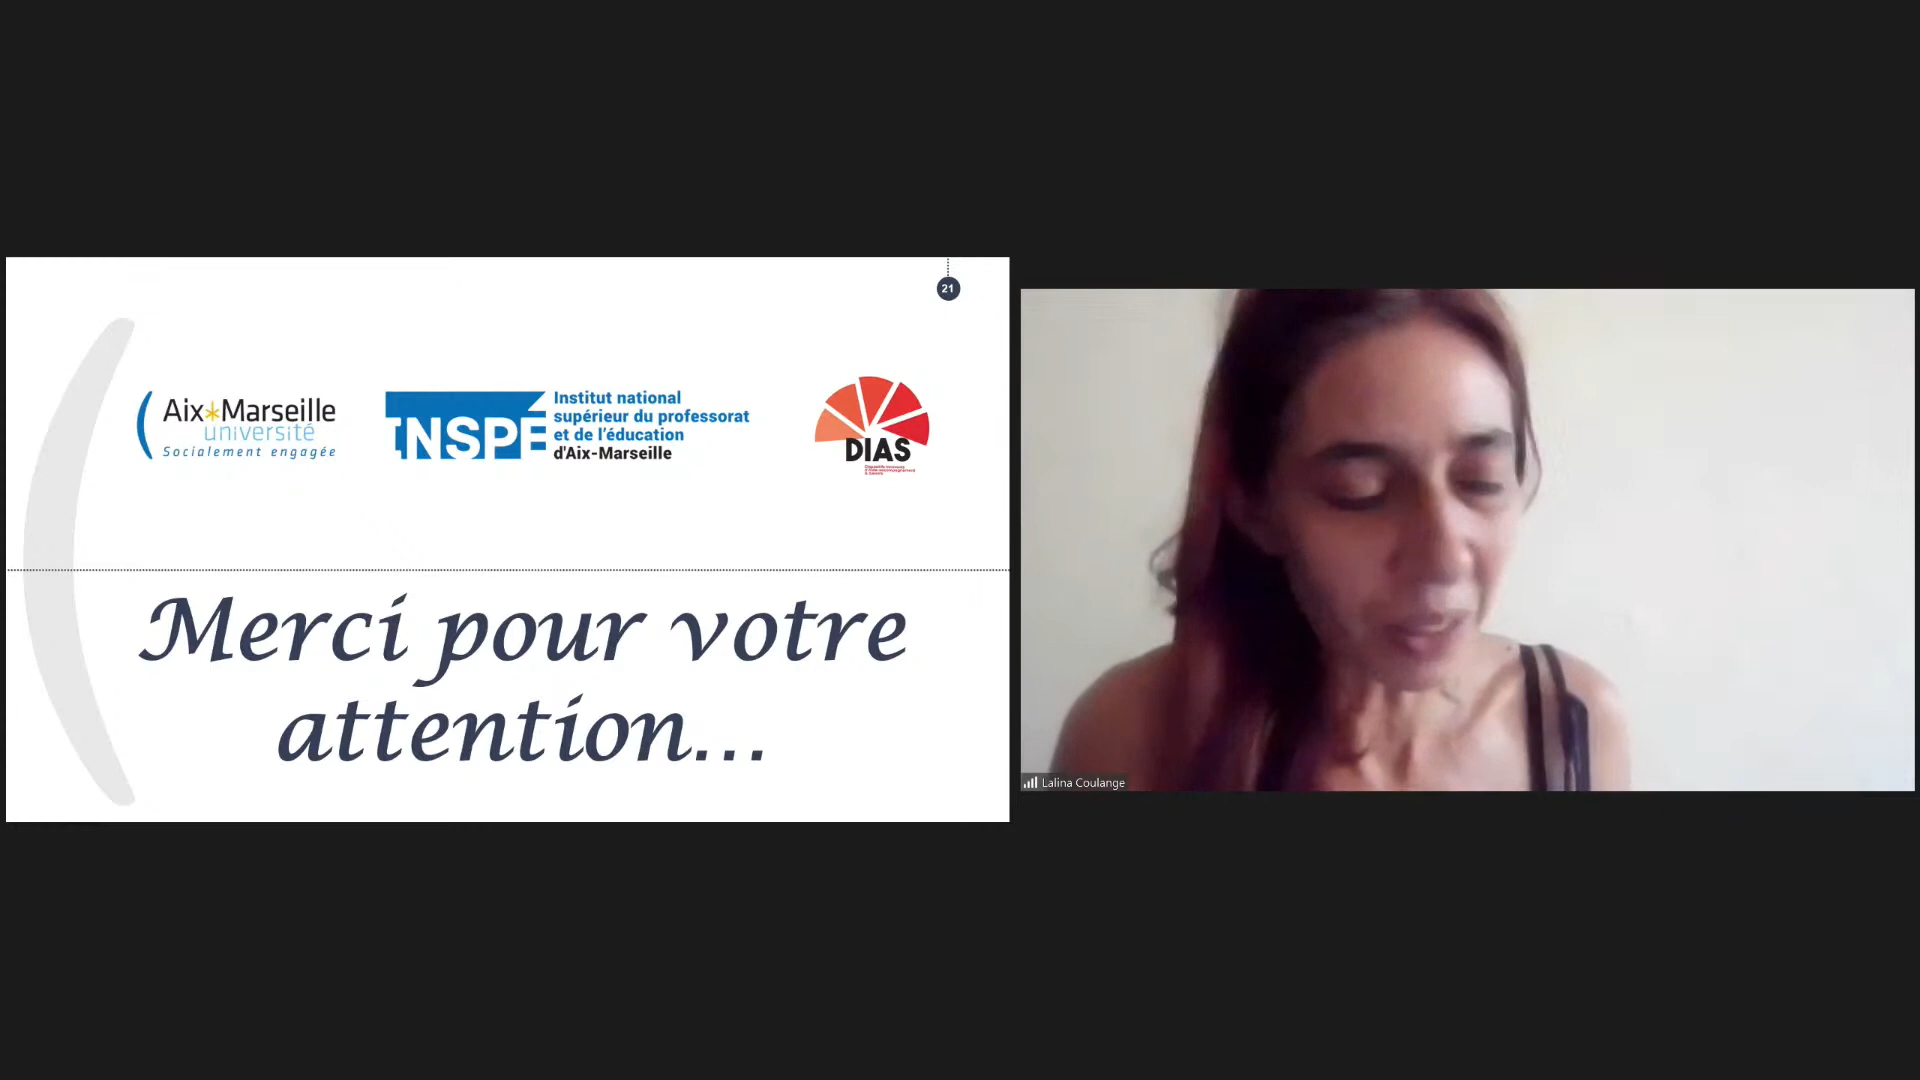 21
Aix*Marseille
université
Socialement engagée
INSPÉ
Institut national
supérieur du professorat
et de l'éducation
d'Aix-Marseille
DIAS
Merci pour votre
attention...
Lalina Coulange